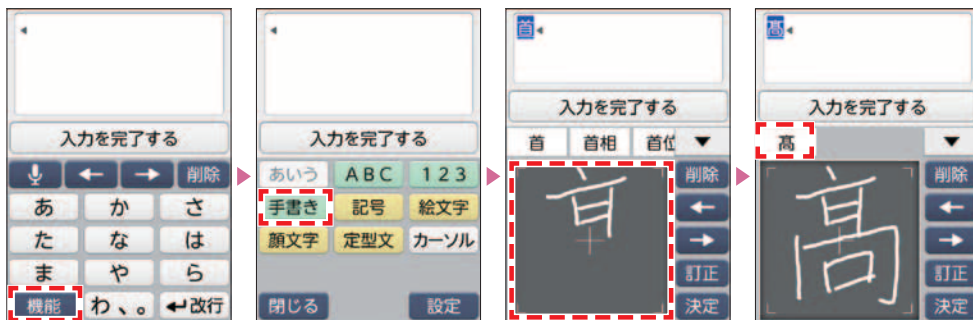 入力を完了する
← → 削除
あ か さ
た な は
ま や ら
機能 わ、。 ↵改行
入力を完了する
あいう ABC 123
手書き 記号 絵文字
顔文字 定型文 カーソル
閉じる 設定
首
入力を完了する
首 首相 首位 ▼
削除
←
→
訂正
決定
髙
入力を完了する
髙 ▼
髙
削除
←
→
訂正
決定